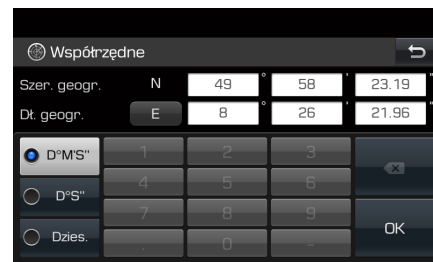 Współrzędne
Szer. geogr. N 49 ° 58 ' 23.19 "
Dł. geogr. E 8 ° 26 ' 21.96 "
D°M'S" 1 2 3
D°S" 4 5 6
7 8 9
Dzies. . 0 - OK